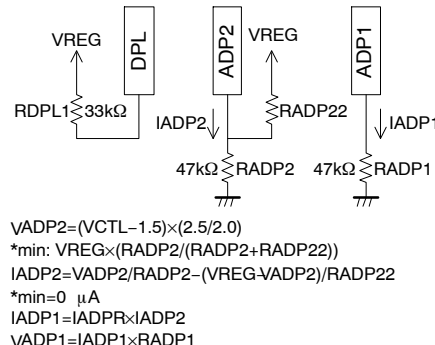 VREG
DPL
RDPL1 33kΩ
ADP2
VREG
IADP2
RADP22
47kΩ RADP2
ADP1
IADP1
47kΩ RADP1
VADP2=(VCTL−1.5)×(2.5/2.0)
*min: VREG×(RADP2/(RADP2+RADP22))
IADP2=VADP2/RADP2−(VREG-VADP2)/RADP22
*min=0 μA
IADP1=IADPR×IADP2
VADP1=IADP1×RADP1